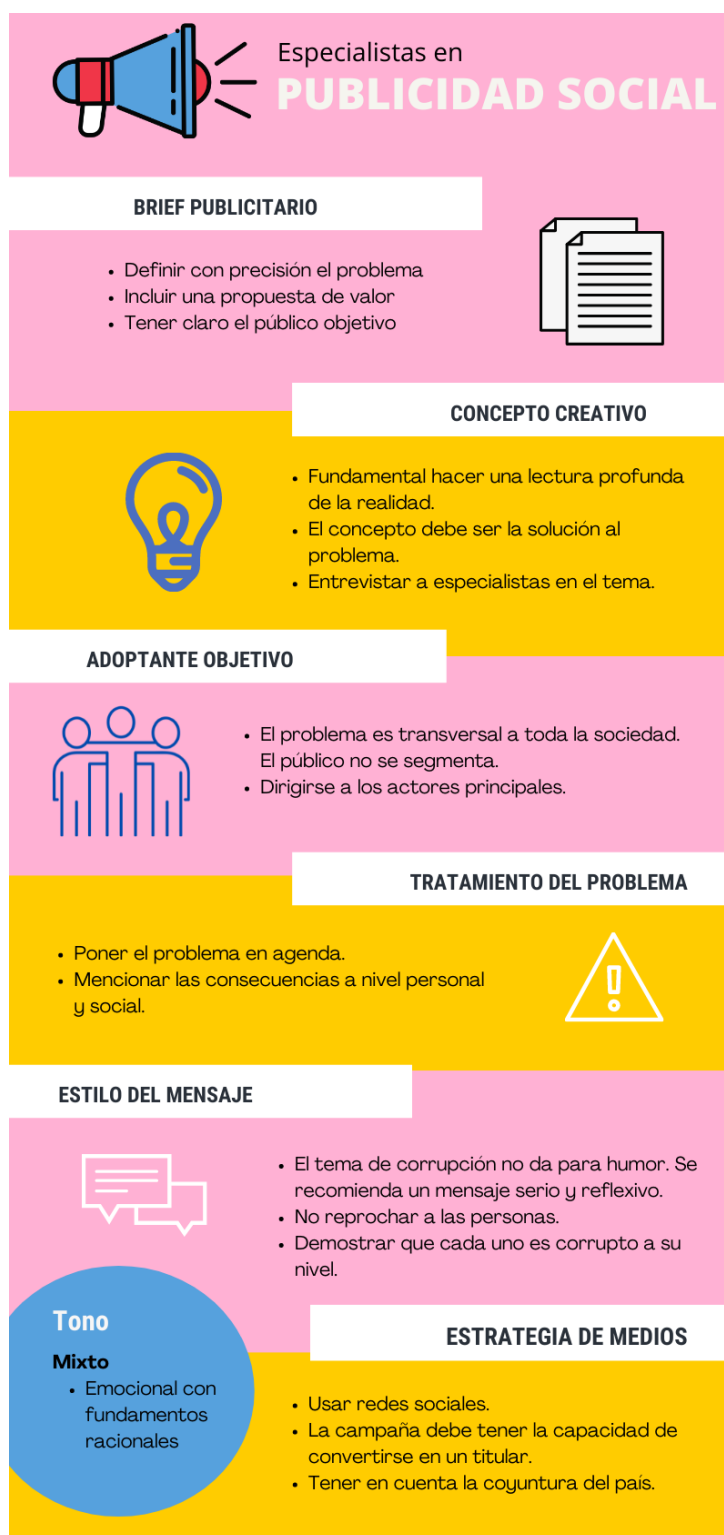 Especialistas en
PUBLICIDAD SOCIAL
BRIEF PUBLICITARIO
• Definir con precisión el problema
• Incluir una propuesta de valor
• Tener claro el público objetivo
CONCEPTO CREATIVO
• Fundamental hacer una lectura profunda
de la realidad.
• El concepto debe ser la solución al
problema.
• Entrevistar a especialistas en el tema.
ADOPTANTE OBJETIVO
• El problema es transversal a toda la sociedad.
El público no se segmenta.
• Dirigirse a los actores principales.
TRATAMIENTO DEL PROBLEMA
• Poner el problema en agenda.
• Mencionar las consecuencias a nivel personal
y social.
ESTILO DEL MENSAJE
• El tema de corrupción no da para humor. Se
recomienda un mensaje serio y reflexivo.
• No reprochar a las personas.
• Demostrar que cada uno es corrupto a su
nivel.
Tono
Mixto
• Emocional con
fundamentos
racionales
ESTRATEGIA DE MEDIOS
• Usar redes sociales.
• La campaña debe tener la capacidad de
convertirse en un titular.
• Tener en cuenta la coyuntura del país.